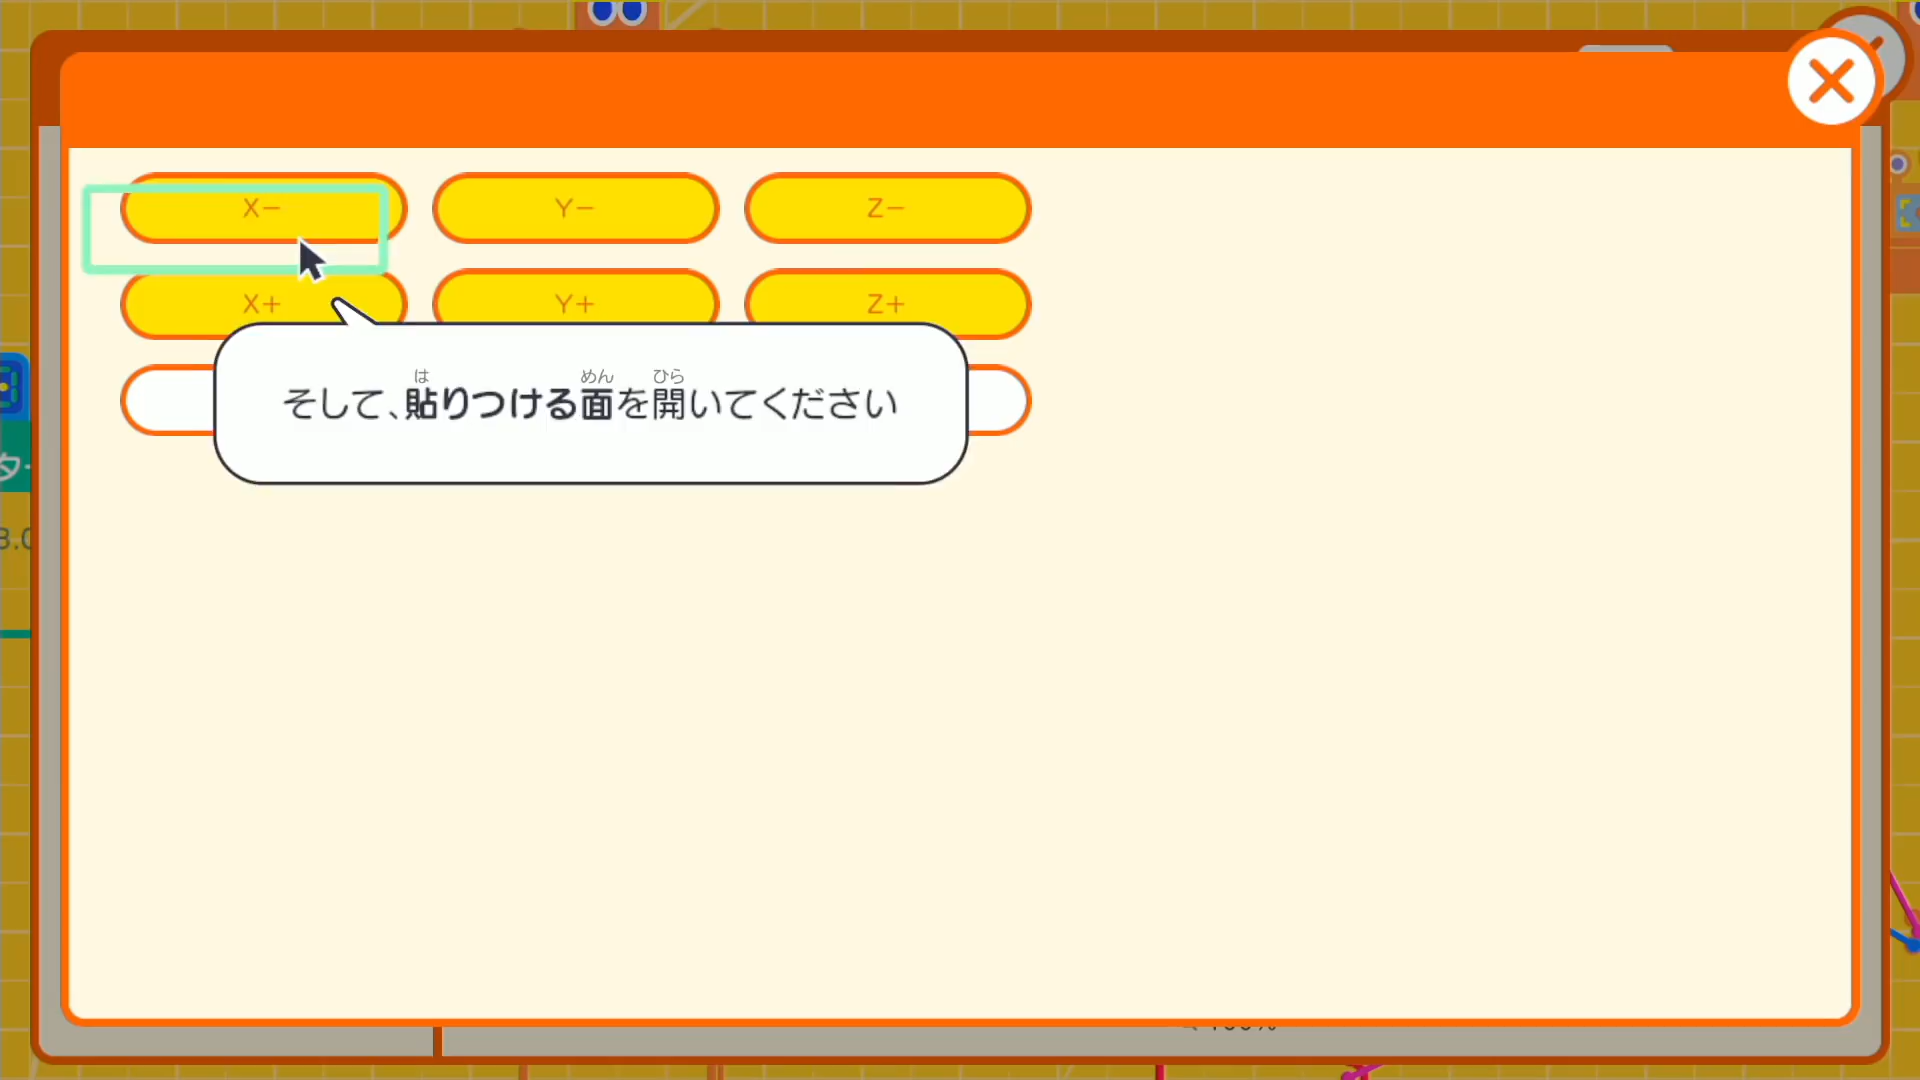 X− Y− Z−
X+ Y+ Z+
そして、貼りつける面を開いてください
は めん ひら